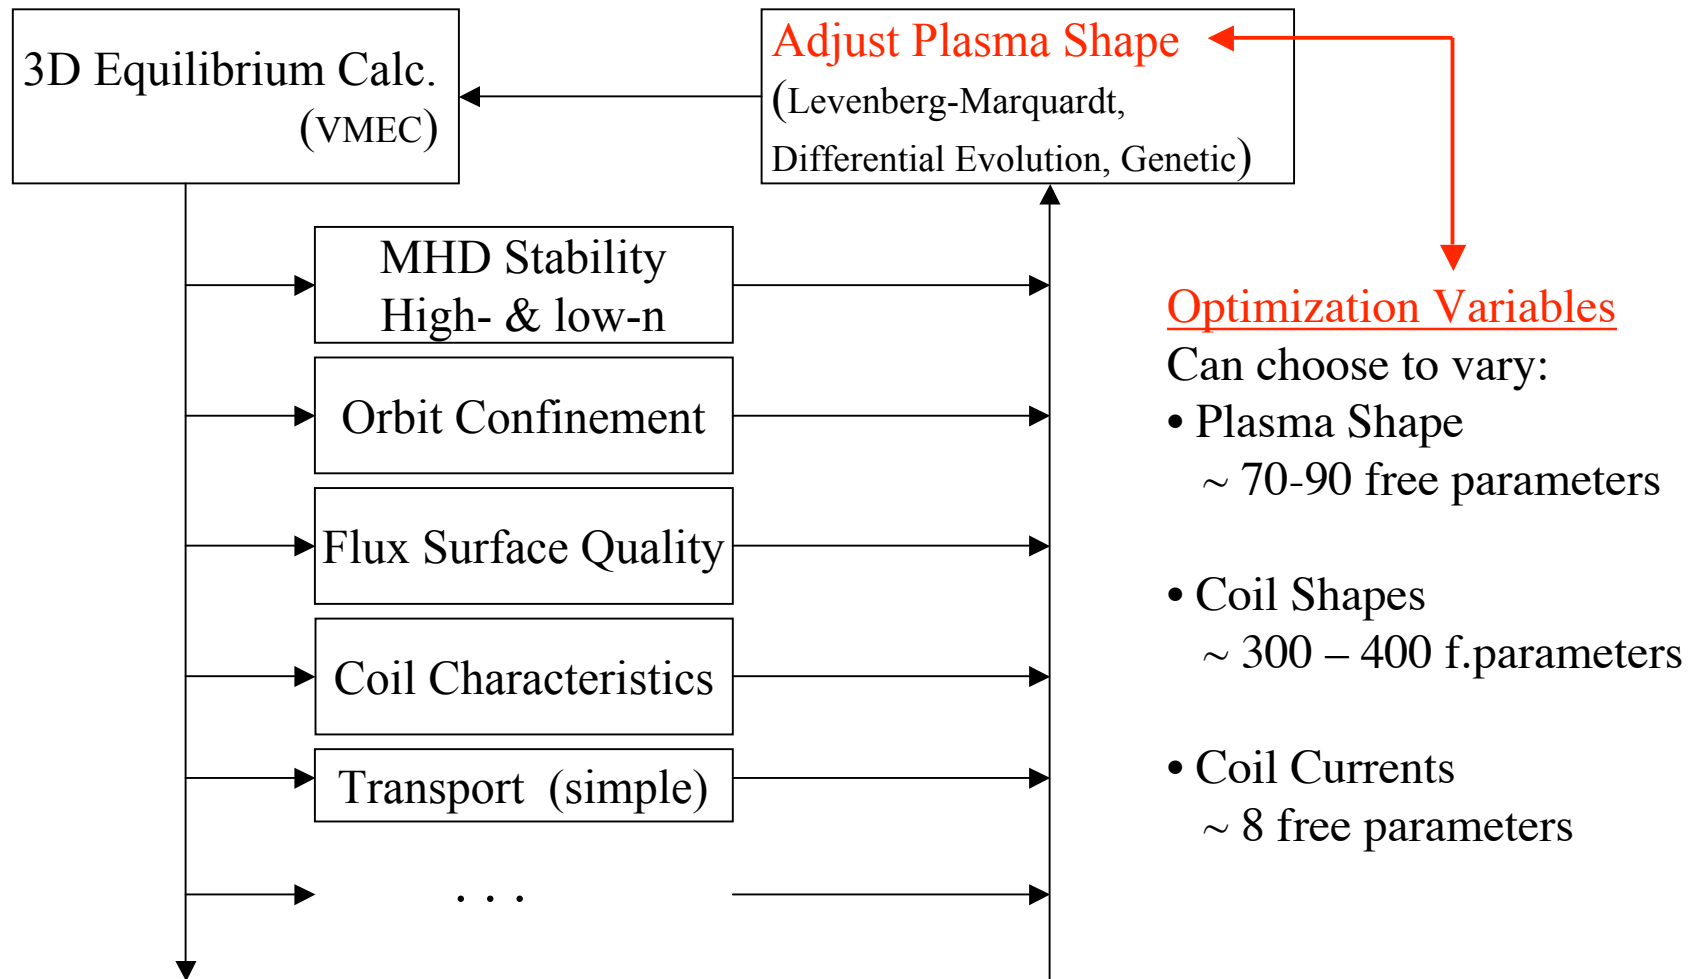 3D Equilibrium Calc.
(VMEC)
Adjust Plasma Shape
(Levenberg-Marquardt,
Differential Evolution, Genetic)
MHD Stability
High- & low-n
Orbit Confinement
Flux Surface Quality
Coil Characteristics
Transport (simple)
. . .
Optimization Variables
Can choose to vary:
• Plasma Shape
~ 70-90 free parameters
• Coil Shapes
~ 300 – 400 f.parameters
• Coil Currents
~ 8 free parameters